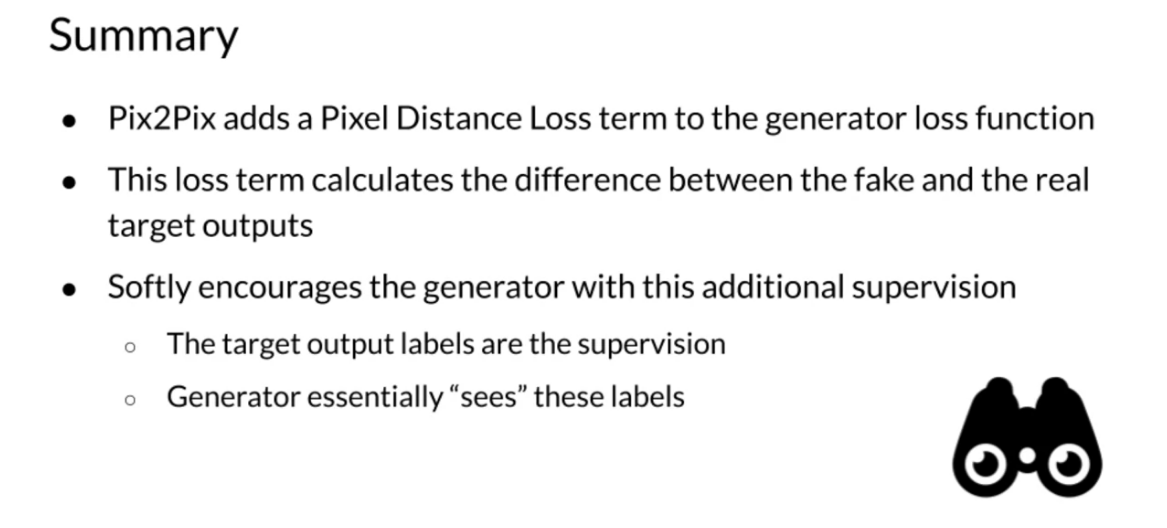 Summary
● Pix2Pix adds a Pixel Distance Loss term to the generator loss function
● This loss term calculates the difference between the fake and the real
target outputs
● Softly encourages the generator with this additional supervision
○ The target output labels are the supervision
○ Generator essentially “sees” these labels